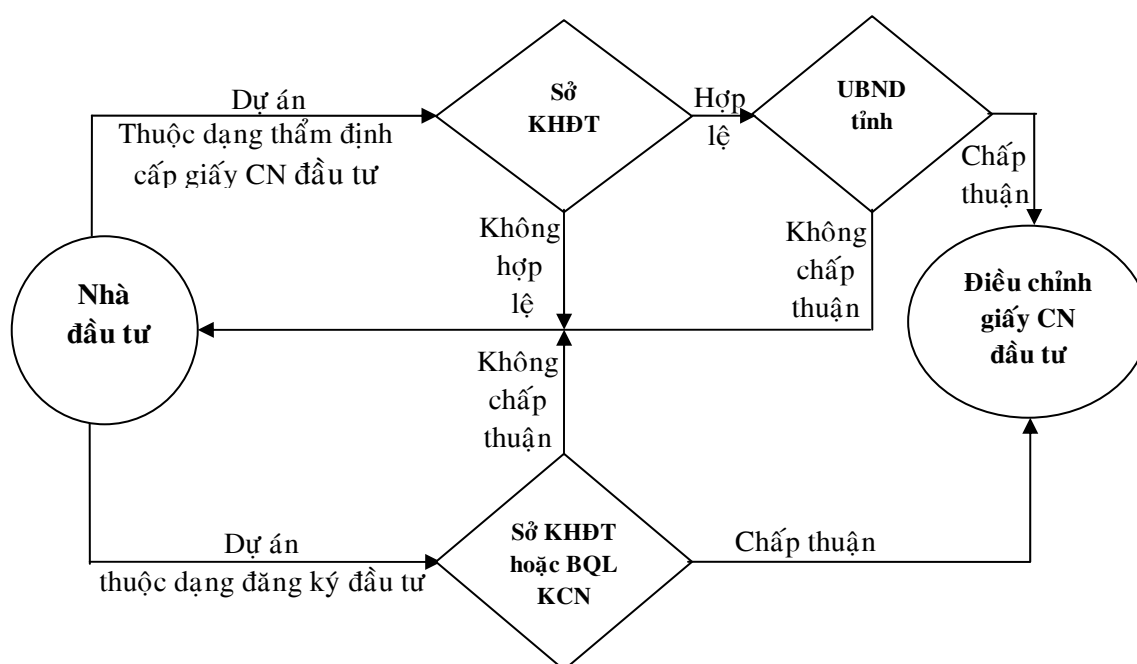 Dự án
Thuộc dạng thẩm định
cấp giấy CN đầu tư
Sở
KHĐT
Hợp
lệ
UBND
tỉnh
Chấp
thuận
Không
hợp
lệ
Không
chấp
thuận
Nhà
đầu tư
Điều chỉnh
giấy CN
đầu tư
Không
chấp
thuận
Dự án
thuộc dạng đăng ký đầu tư
Sở KHĐT
hoặc BQL
KCN
Chấp thuận